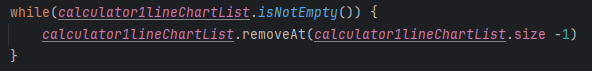 while(calculator1lineChartList.isNotEmpty()) {
    calculator1lineChartList.removeAt(calculator1lineChartList.size -1)
}